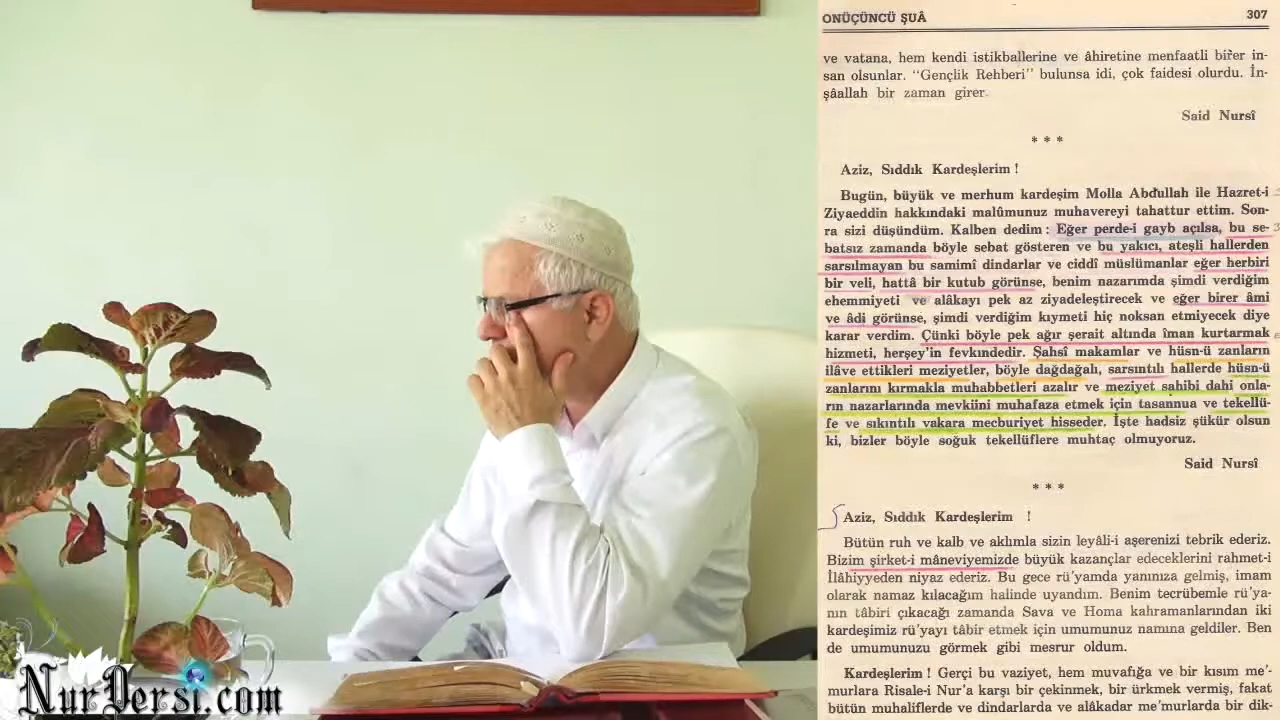 ONÜÇÜNCÜ ŞUÂ 307
ve vatana, hem kendi istikballerine ve âhiretine menfaatli birer in-
san olsunlar. "Gençlik Rehberi" bulunsa idi, çok faidesi olurdu. İn-
şâallah bir zaman girer.
Said Nursî
* * *
Aziz, Sıddık Kardeşlerim !
Bugün, büyük ve merhum kardeşim Molla Abdullah ile Hazret-i
Ziyaeddin hakkındaki malûmunuz muhavereyi tahattur ettim. Son-
ra sizi düşündüm. Kalben dedim : Eğer perde-i gayb açılsa, bu se-
batsız zamanda böyle sebat gösteren ve bu yakıcı, ateşli hallerden
sarsılmayan bu samimî dindarlar ve ciddî müslümanlar eğer herbiri
bir veli, hattâ bir kutub görünse, benim nazarımda şimdi verdiğim
ehemmiyeti ve alâkayı pek az ziyadeleştirecek ve eğer birer âmi
ve âdi görünse, şimdi verdiğim kıymeti hiç noksan etmiyecek diye
karar verdim. Çünki böyle pek ağır şerait altında îman kurtarmak
hizmeti, herşey'in fevkındedir. Şahsî makamlar ve hüsn-ü zanların
ilâve ettikleri meziyetler, böyle dağdağalı, sarsıntılı hallerde hüsn-ü
zanlarını kırmakla muhabbetleri azalır ve meziyet sahibi dahi onla-
rın nazarlarında mevkiini muhafaza etmek için tasannua ve tekellü-
fe ve sıkıntılı vakara mecburiyet hisseder. İşte hadsiz şükür olsun
ki, bizler böyle soğuk tekellüflere muhtaç olmuyoruz.
Said Nursî
* * *
Aziz, Sıddık Kardeşlerim !
Bütün ruh ve kalb ve aklımla sizin leyâli-i aşerenizi tebrik ederiz.
Bizim şirket-i mâneviyemizde büyük kazançlar edeceklerini rahmet-i
İlâhiyyeden niyaz ederiz. Bu gece rü'yamda yanınıza gelmiş, imam
olarak namaz kılacağım halinde uyandım. Benim tecrübemle rü'ya-
nın tâbiri çıkacağı zamanda Sava ve Homa kahramanlarından iki
kardeşimiz rü'yayı tâbir etmek için umumunuz namına geldiler. Ben
de umumunuzu görmek gibi mesrur oldum.
Kardeşlerim ! Gerçi bu vaziyet, hem muvafığa ve bir kısım me'-
murlara Risale-i Nur'a karşı bir çekinmek, bir ürkmek vermiş, fakat
bütün muhaliflerde ve dindarlarda ve alâkadar me'murlarda bir dik-
NurDersi.com